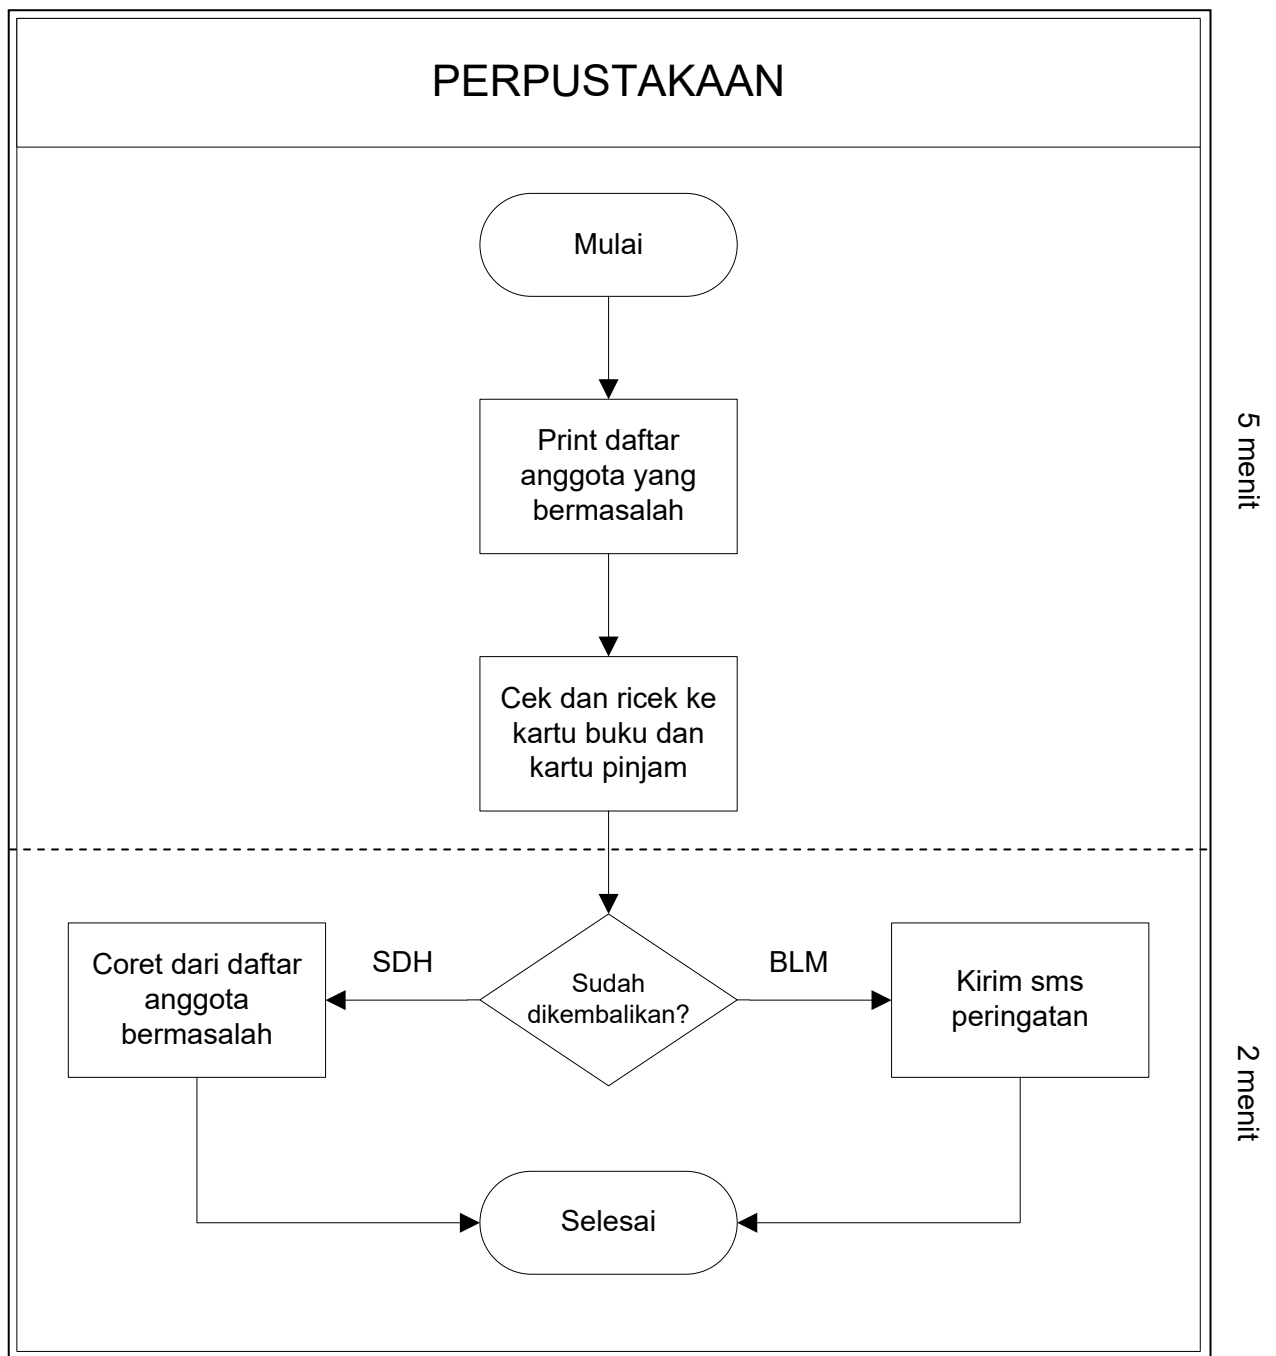 PERPUSTAKAAN
Mulai
Print daftar
anggota yang
bermasalah
5 menit
Cek dan ricek ke
kartu buku dan
kartu pinjam
Coret dari daftar
anggota
bermasalah
SDH
Sudah
dikembalikan?
BLM
Kirim sms
peringatan
2 menit
Selesai